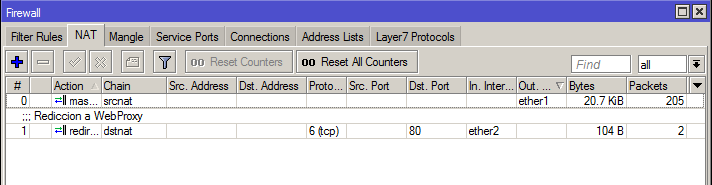 Firewall
Filter Rules NAT Mangle Service Ports Connections Address Lists Layer7 Protocols
00 Reset Counters 00 Reset All Counters Find all
# Action Chain Src. Address Dst. Address Proto... Src. Port Dst. Port In. Inter... Out. ... Bytes Packets
0 mas... srcnat ether1 20.7 KiB 205
;;; Rediccion a WebProxy
1 redir... dstnat 6 (tcp) 80 ether2 104 B 2